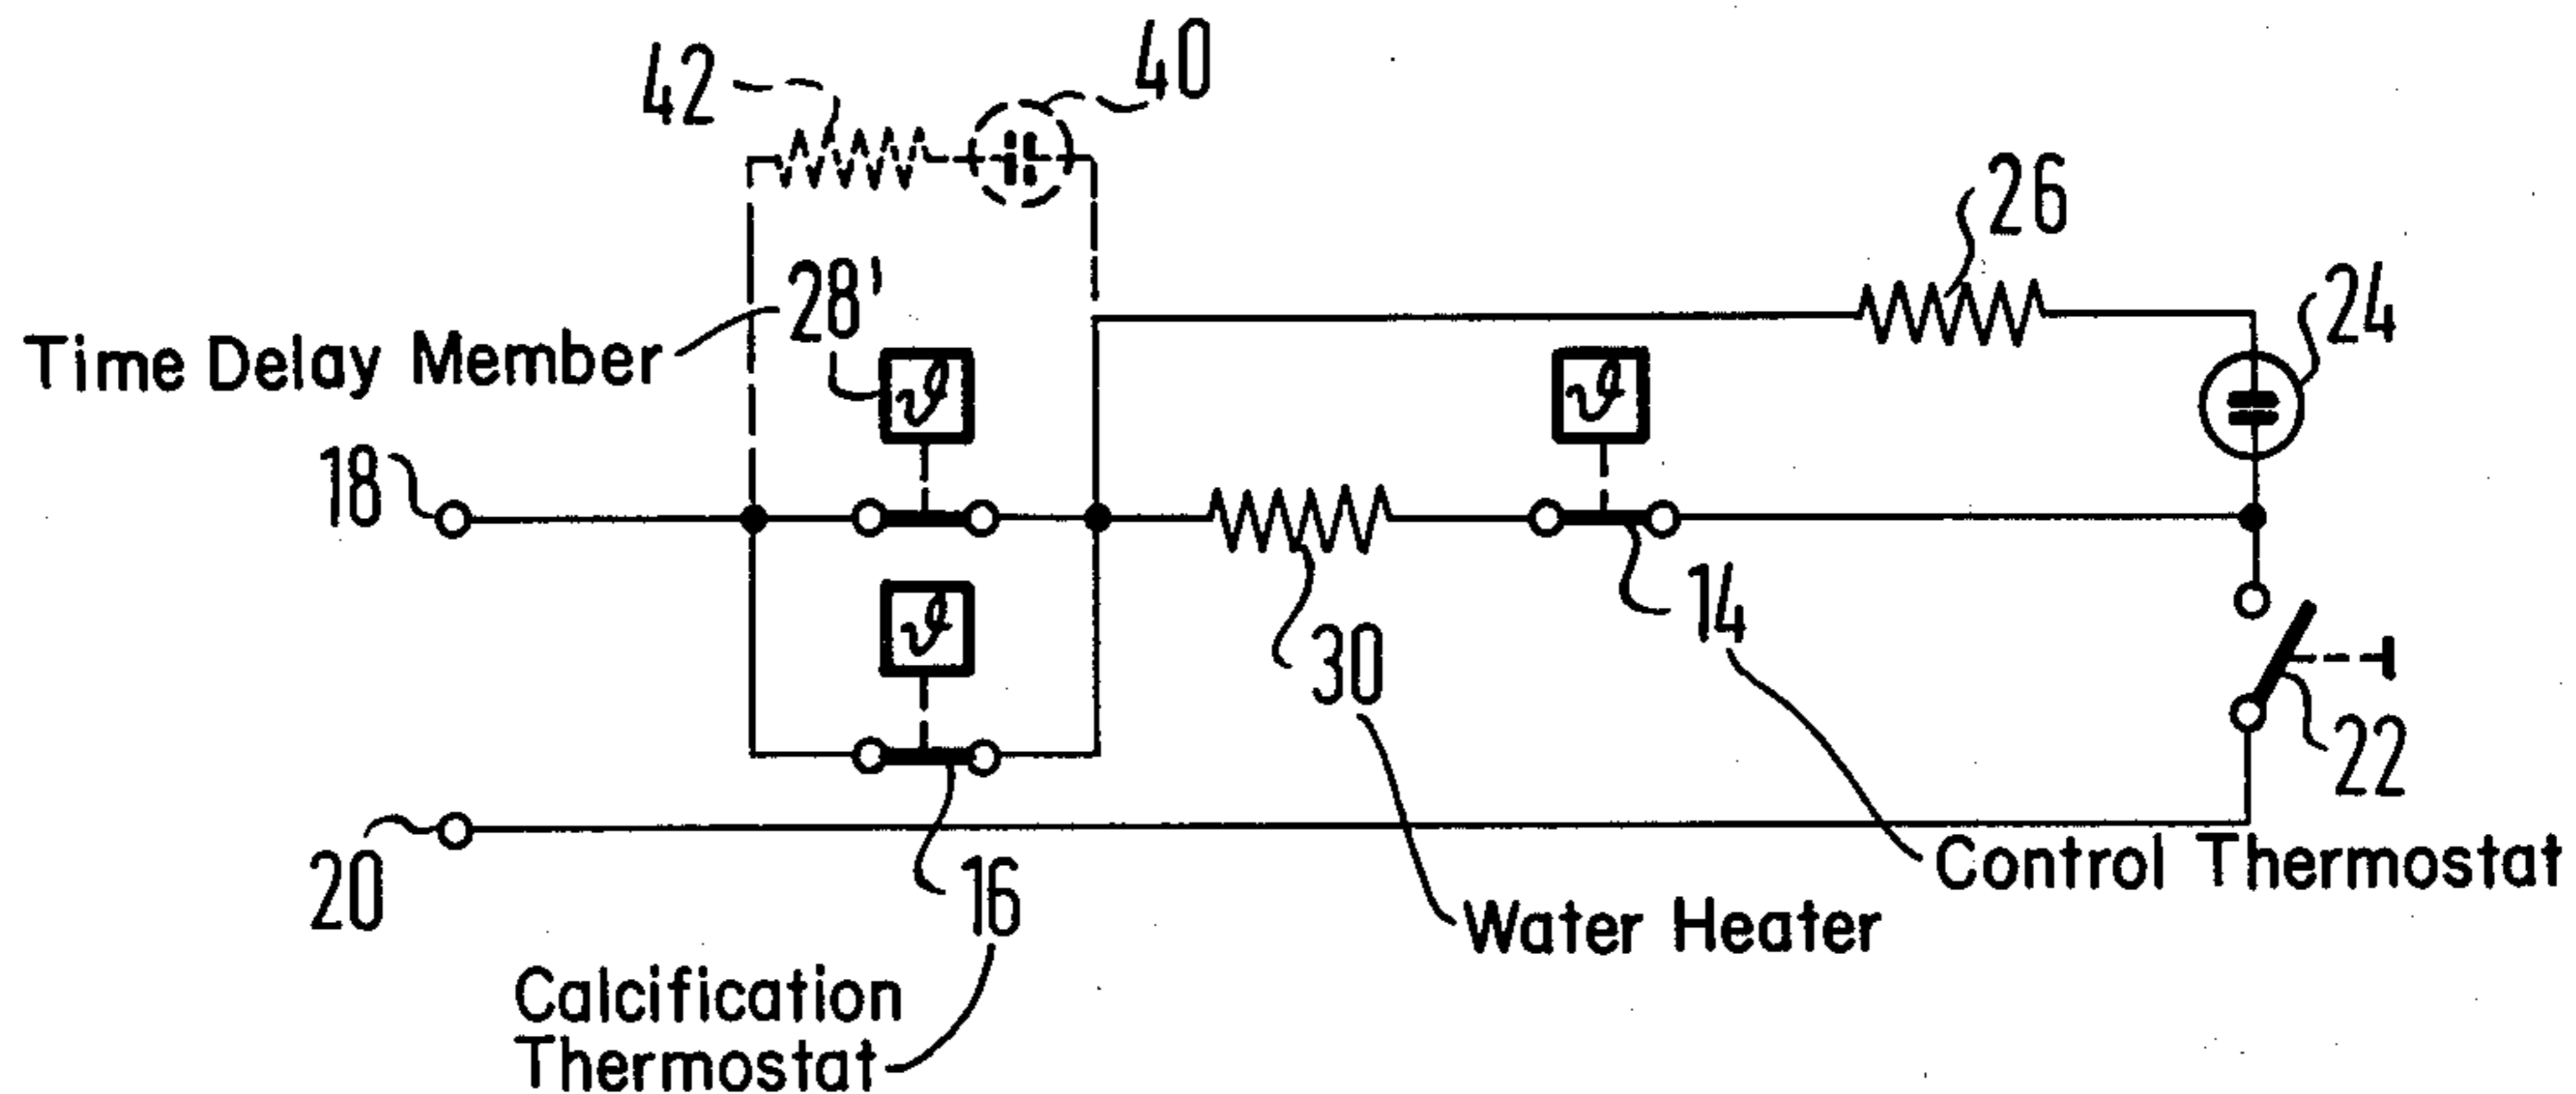 42
40
26
Time Delay Member
28'
24
18
ϑ
ϑ
ϑ
14
30
22
20
16
Control Thermostat
Water Heater
Calcification
Thermostat